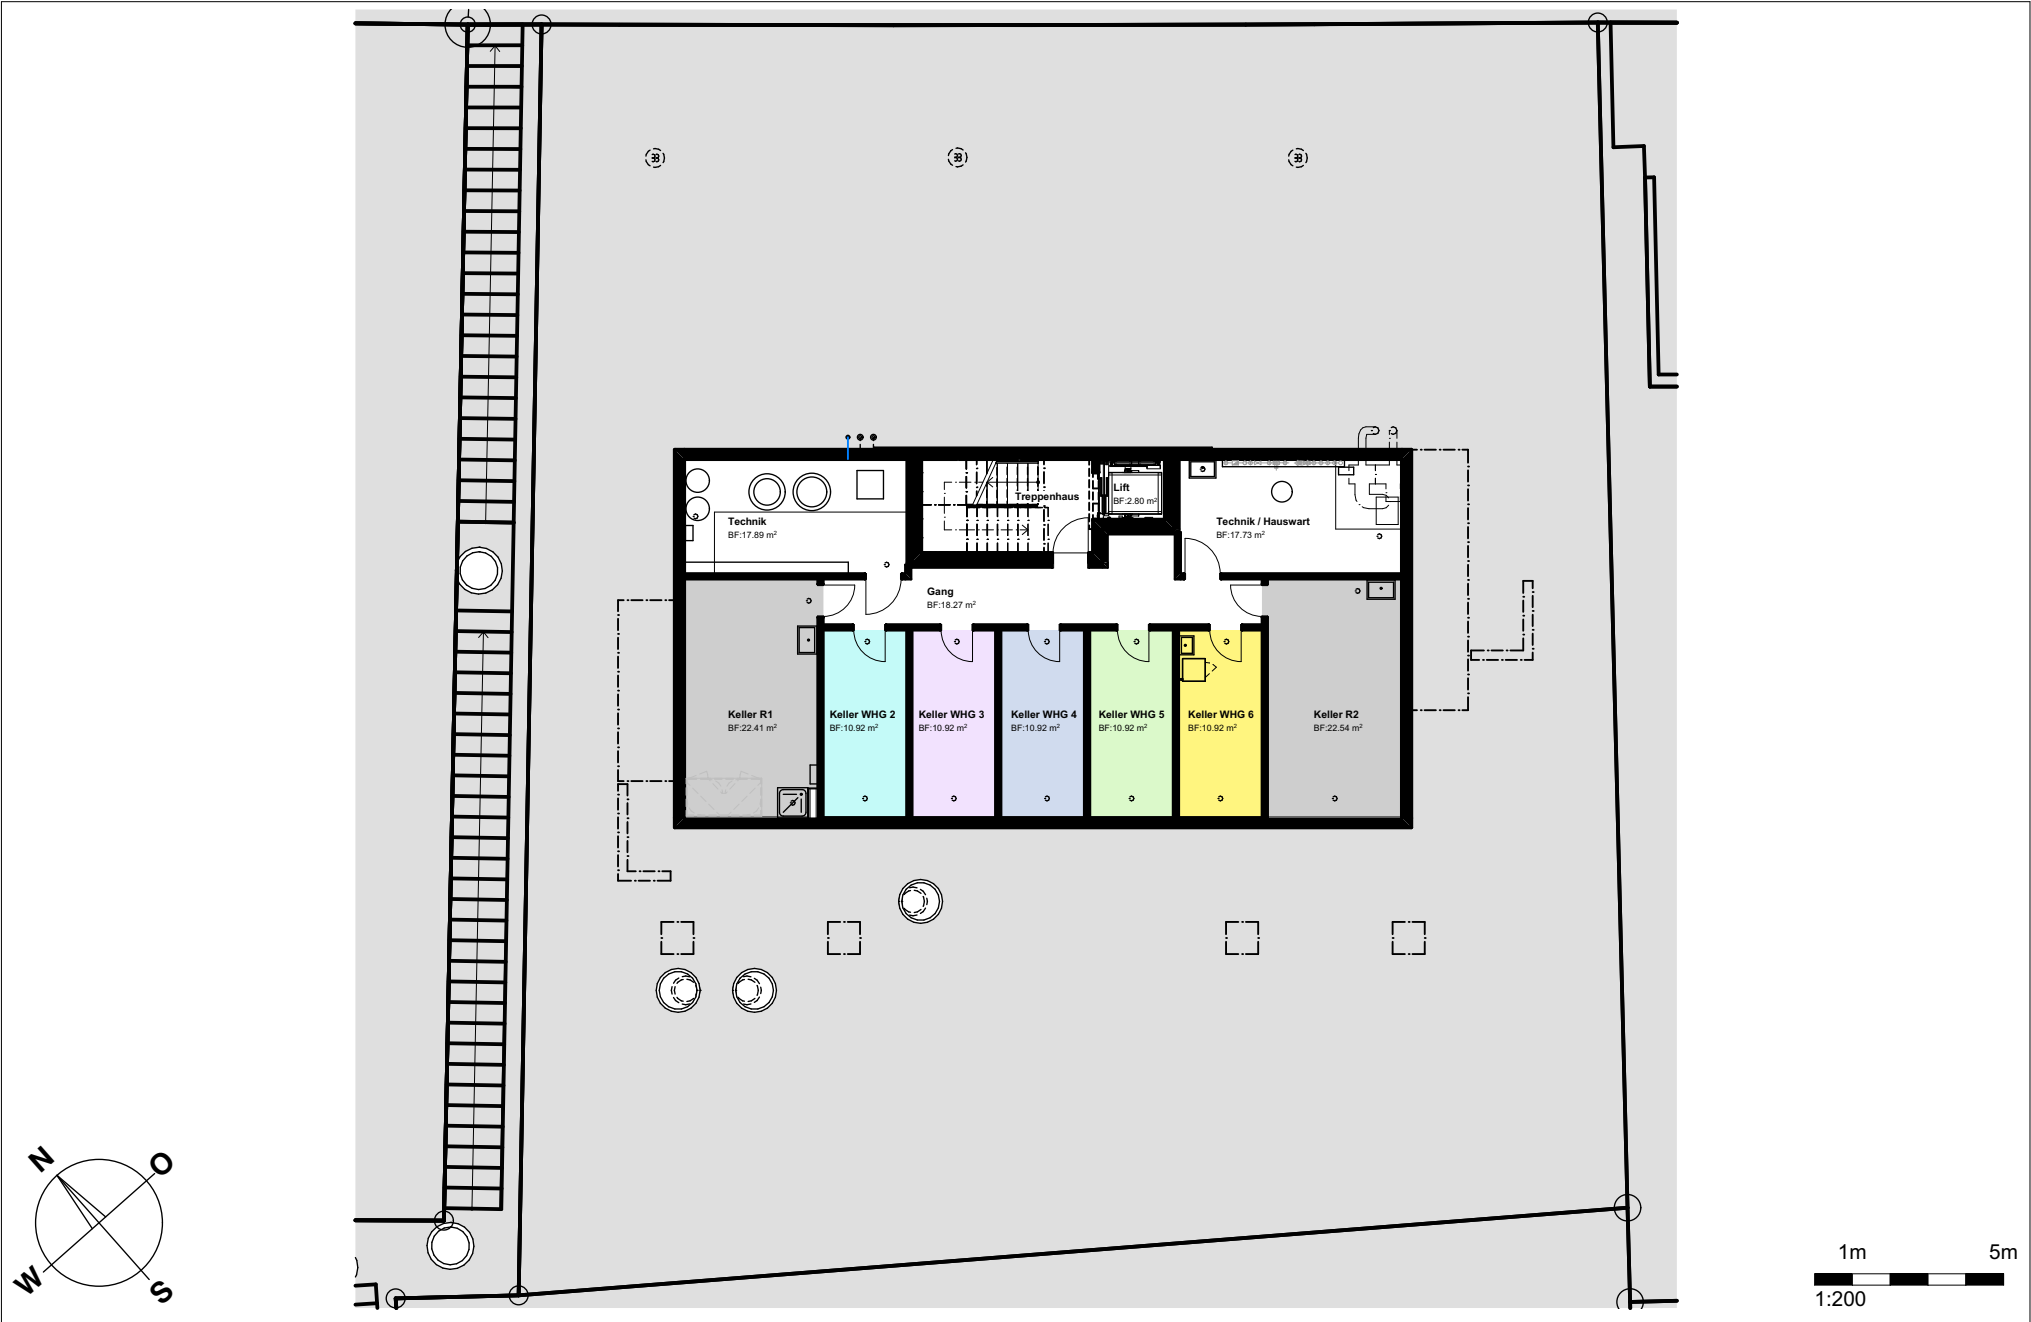 Treppenhaus
Lift
BF:2.80 m²
Technik
BF:17.89 m²
Technik / Hauswart
BF:17.73 m²
Gang
BF:18.27 m²
Keller R1
BF:22.41 m²
Keller WHG 2
BF:10.92 m²
Keller WHG 3
BF:10.92 m²
Keller WHG 4
BF:10.92 m²
Keller WHG 5
BF:10.92 m²
Keller WHG 6
BF:10.92 m²
Keller R2
BF:22.54 m²
N
O
W
S
1m
5m
1:200